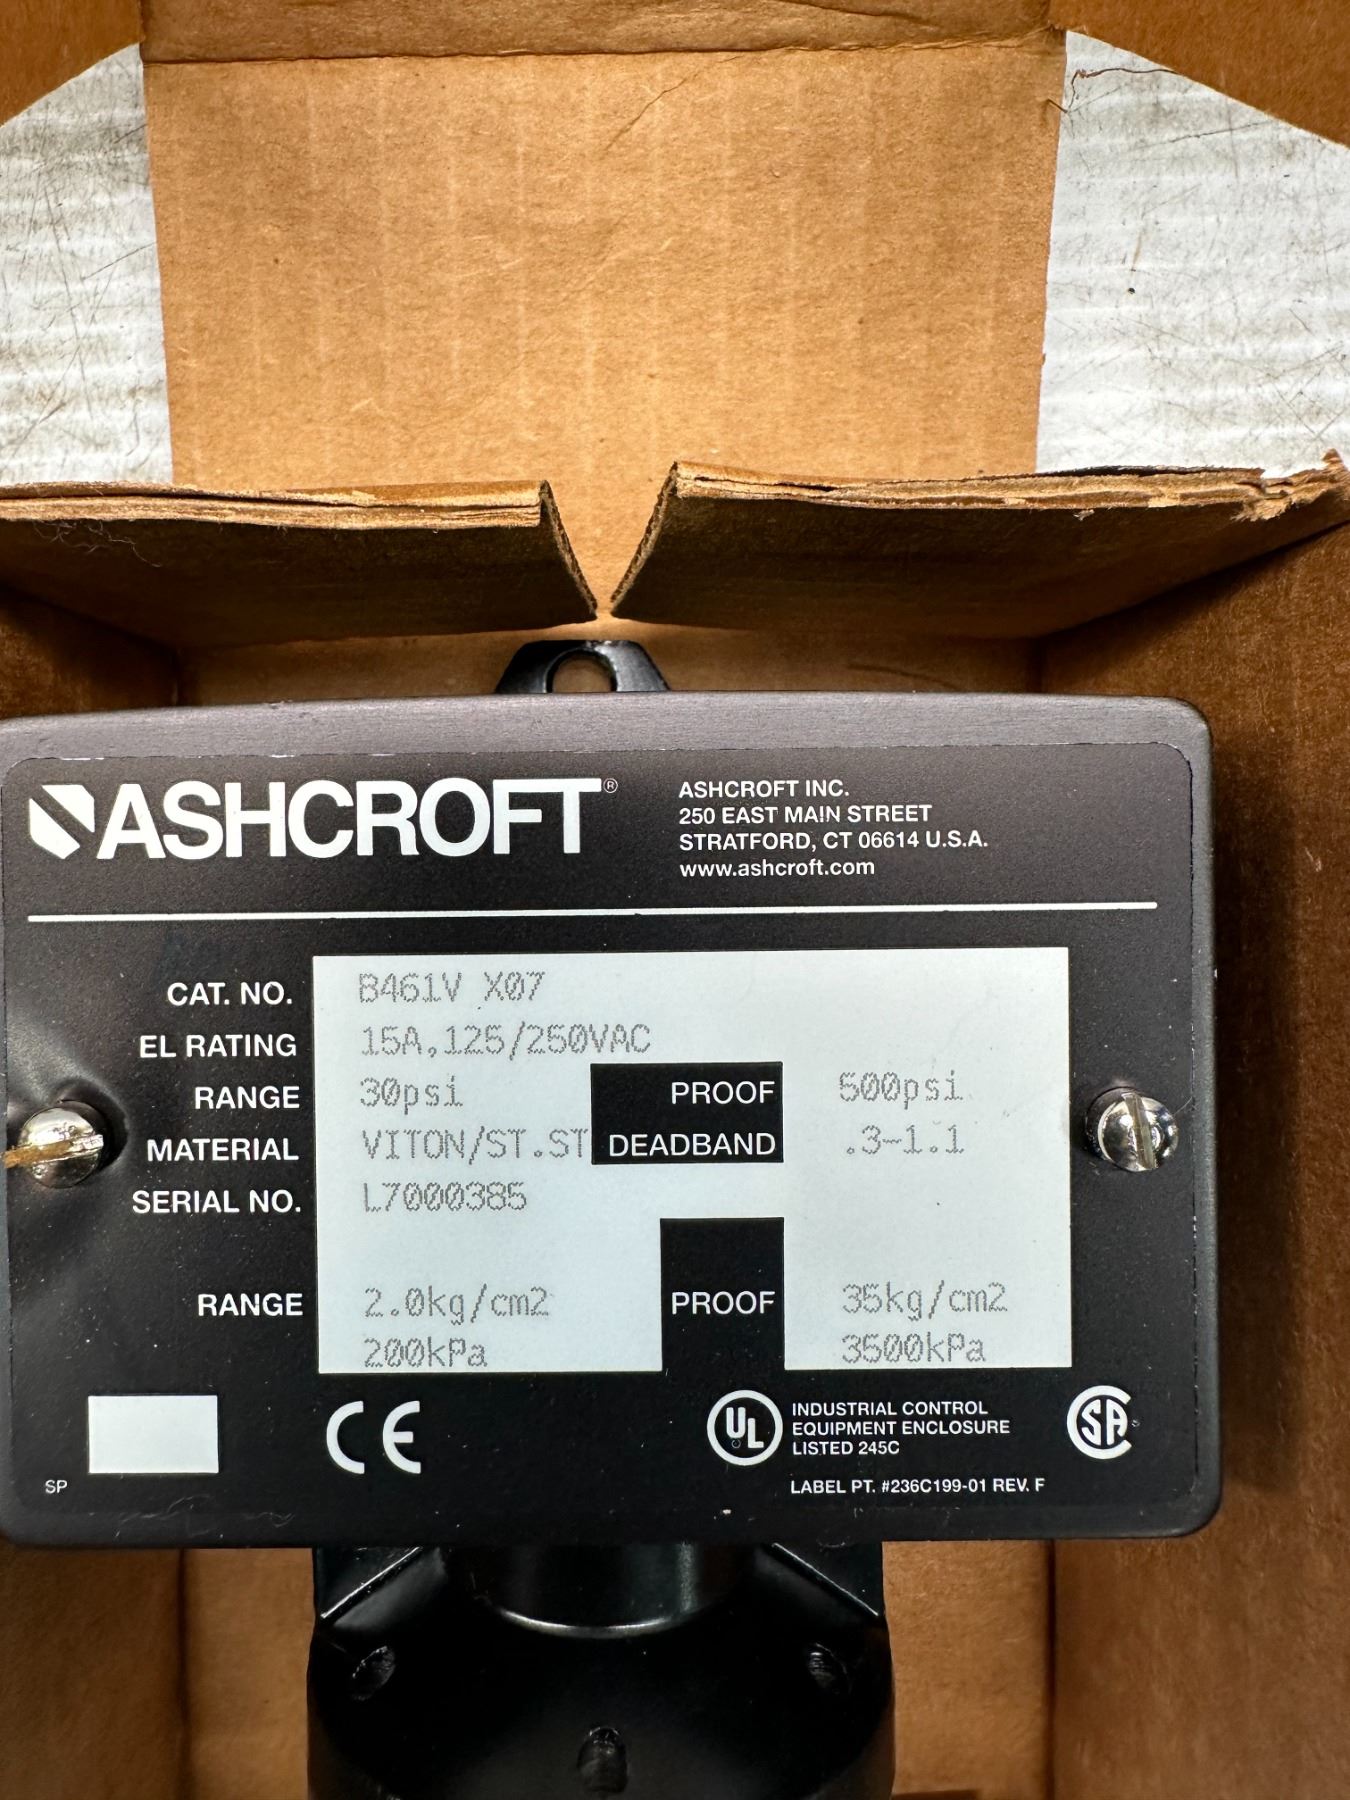 ASHCROFT®
ASHCROFT INC.
250 EAST MAIN STREET
STRATFORD, CT 06614 U.S.A.
www.ashcroft.com
CAT. NO. B461V X07
EL RATING 15A,125/250VAC
RANGE 30psi PROOF 500psi
MATERIAL VITON/ST.ST DEADBAND .3-1.1
SERIAL NO. L7000385
RANGE 2.0kg/cm2 PROOF 35kg/cm2
200kPa 3500kPa
SP
CE
UL
INDUSTRIAL CONTROL
EQUIPMENT ENCLOSURE
LISTED 245C
SA
LABEL PT. #236C199-01 REV. F